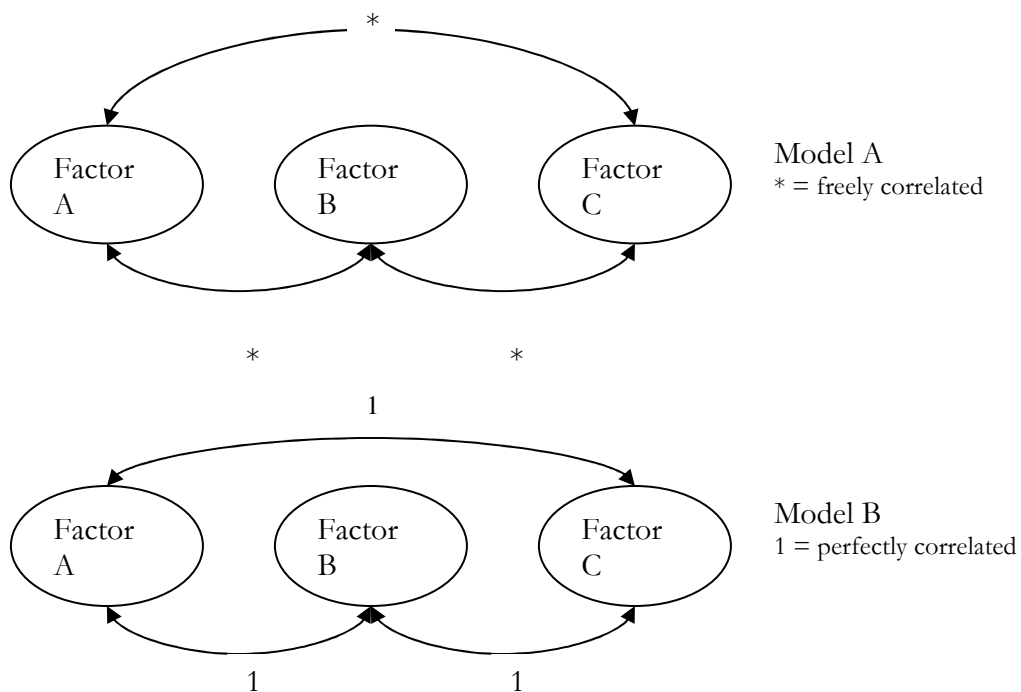 *
Factor
A
Factor
B
Factor
C
Model A
* = freely correlated
*
*
1
Factor
A
Factor
B
Factor
C
Model B
1 = perfectly correlated
1
1